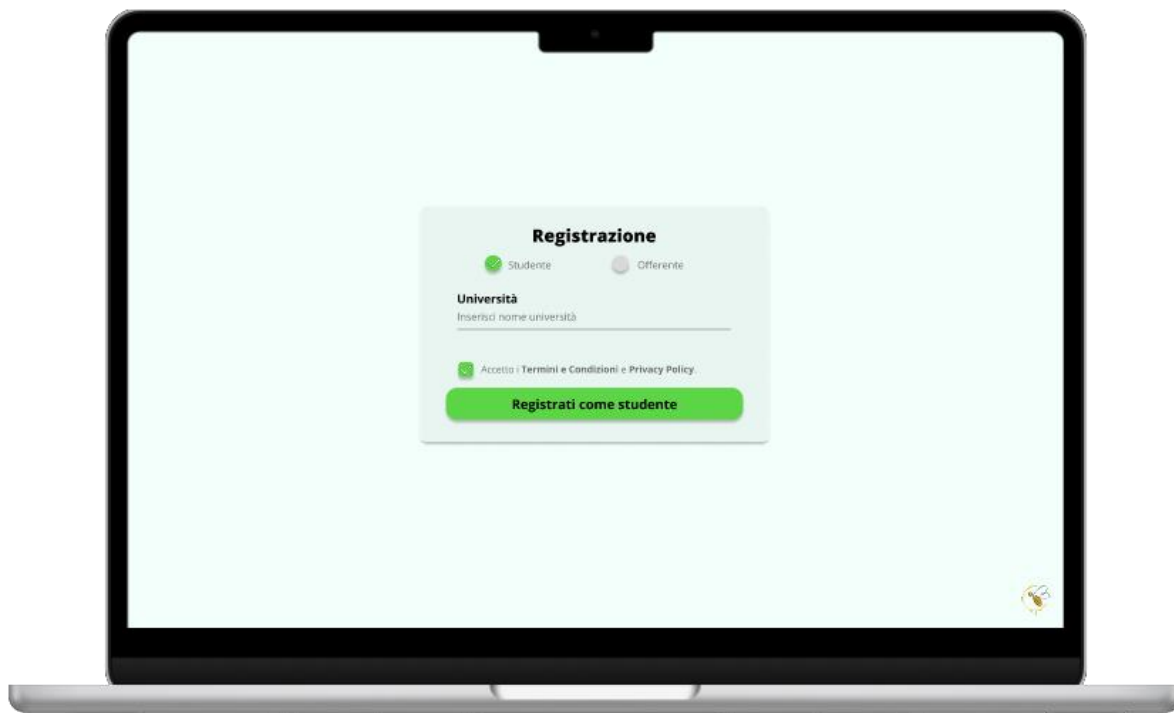 Registrazione
Studente Offerente
Università
Inserisci nome università
Accetto i Termini e Condizioni e Privacy Policy.
Registrati come studente